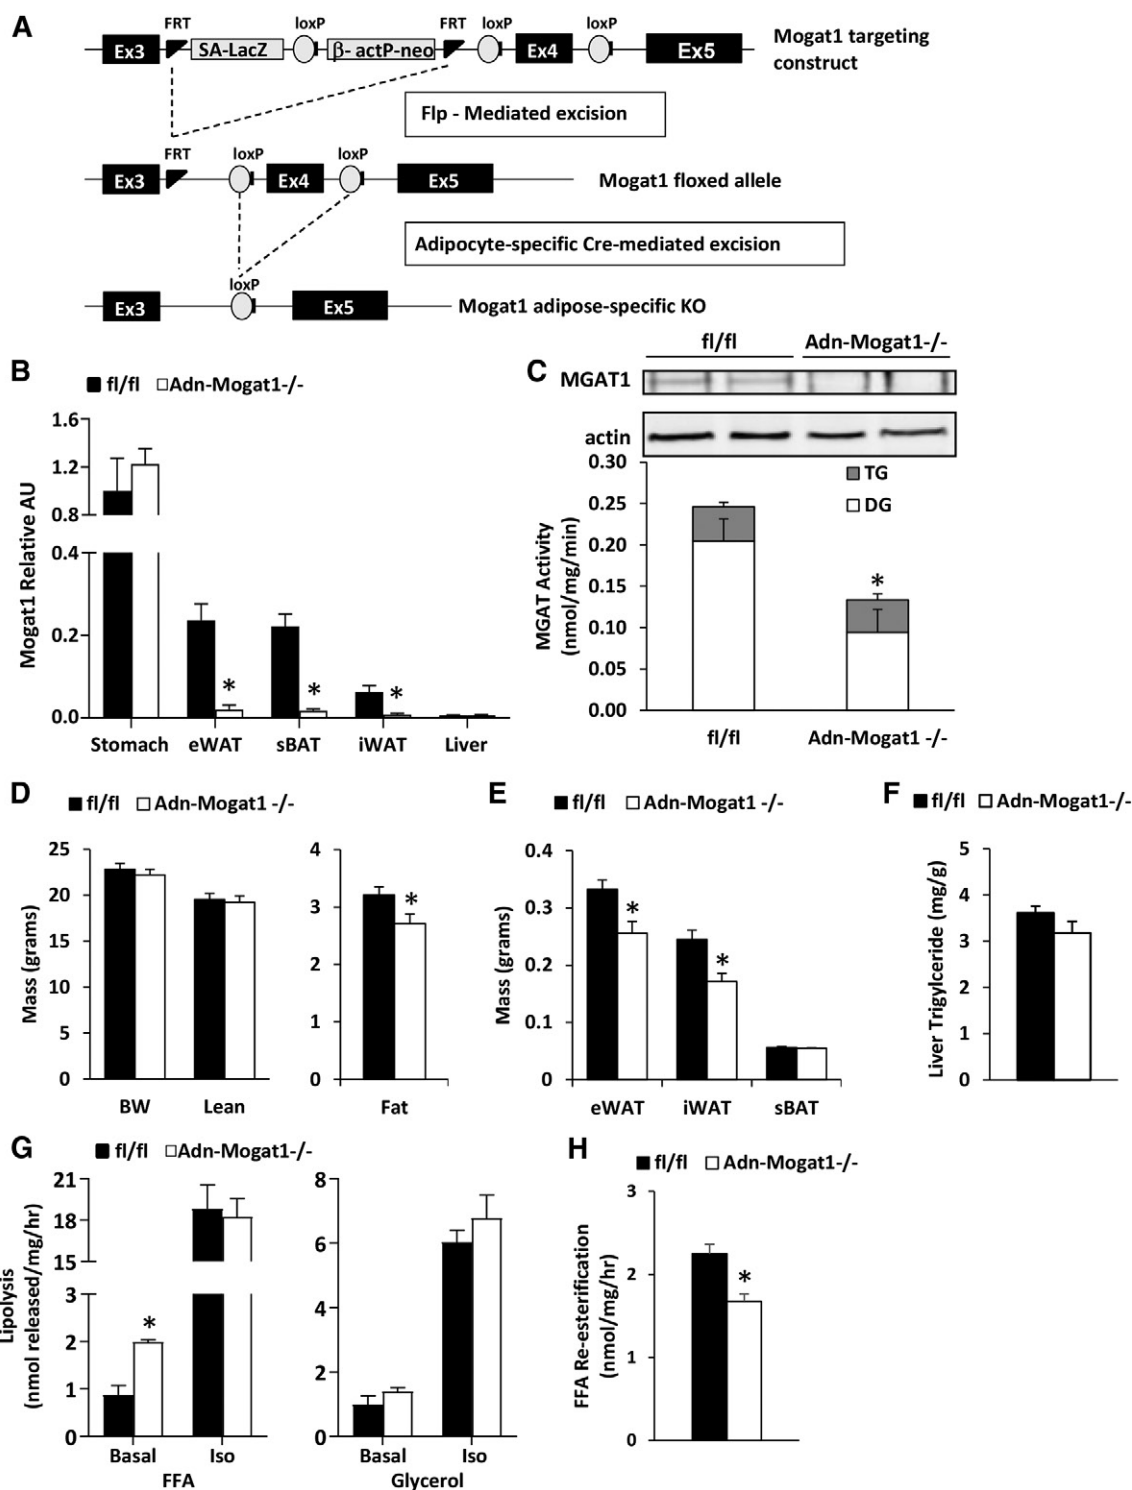 A
FRT
loxP
FRT
loxP
loxP
Ex3
SA-LacZ
β- actP-neo
Ex4
Ex5
Mogat1 targeting
construct
Flp - Mediated excision
FRT
loxP
loxP
Ex3
Ex4
Ex5
Mogat1 floxed allele
Adipocyte-specific Cre-mediated excision
loxP
Ex3
Ex5
Mogat1 adipose-specific KO
B
fl/fl
Adn-Mogat1-/-
Mogat1 Relative AU
1.6
1.2
0.8
0.4
0.2
0.0
*
*
*
Stomach
eWAT
sBAT
iWAT
Liver
C
fl/fl
Adn-Mogat1-/-
MGAT1
actin
MGAT Activity
(nmol/mg/min)
0.30
0.25
0.20
0.15
0.10
0.05
0.00
TG
DG
*
fl/fl
Adn-Mogat1 -/-
D
fl/fl
Adn-Mogat1 -/-
Mass (grams)
25
20
15
10
5
0
BW
Lean
4
3
2
1
0
*
Fat
E
fl/fl
Adn-Mogat1 -/-
Mass (grams)
0.4
0.3
0.2
0.1
0
*
*
eWAT
iWAT
sBAT
F
fl/fl
Adn-Mogat1-/-
Liver Trigylceride (mg/g)
5
4
3
2
1
0
G
fl/fl
Adn-Mogat1-/-
Lipolysis
(nmol released/mg/hr)
21
18
15
3
2
1
0
*
Basal
Iso
FFA
8
6
4
2
0
Basal
Iso
Glycerol
H
fl/fl
Adn-Mogat1-/-
FFA Re-esterification
(nmol/mg/hr)
3
2
1
0
*